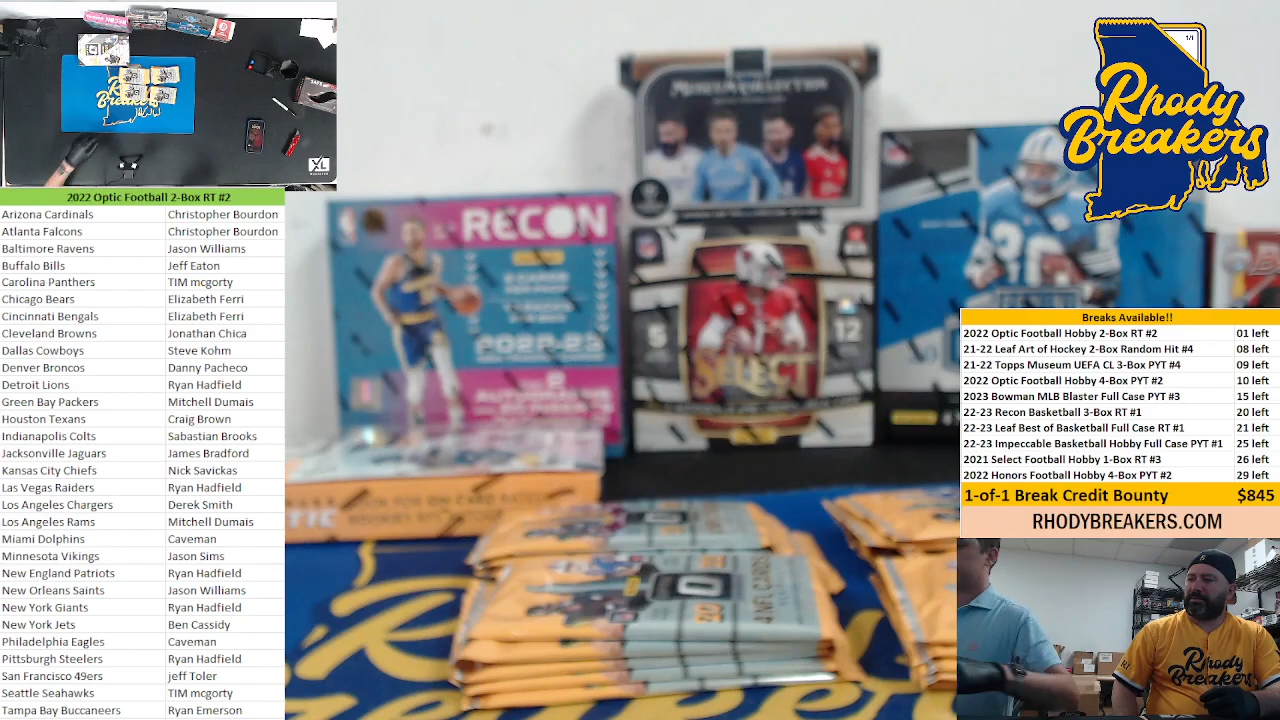 Rhody
Breakers
1/1
2022 Optic Football 2-Box RT #2
Arizona Cardinals Christopher Bourdon
Atlanta Falcons Christopher Bourdon
Baltimore Ravens Jason Williams
Buffalo Bills Jeff Eaton
Carolina Panthers TIM mcgorty
Chicago Bears Elizabeth Ferri
Cincinnati Bengals Elizabeth Ferri
Cleveland Browns Jonathan Chica
Dallas Cowboys Steve Kohm
Denver Broncos Danny Pacheco
Detroit Lions Ryan Hadfield
Green Bay Packers Mitchell Dumais
Houston Texans Craig Brown
Indianapolis Colts Sabastian Brooks
Jacksonville Jaguars James Bradford
Kansas City Chiefs Nick Savickas
Las Vegas Raiders Ryan Hadfield
Los Angeles Chargers Derek Smith
Los Angeles Rams Mitchell Dumais
Miami Dolphins Caveman
Minnesota Vikings Jason Sims
New England Patriots Ryan Hadfield
New Orleans Saints Jason Williams
New York Giants Ryan Hadfield
New York Jets Ben Cassidy
Philadelphia Eagles Caveman
Pittsburgh Steelers Ryan Hadfield
San Francisco 49ers jeff Toler
Seattle Seahawks TIM mcgorty
Tampa Bay Buccaneers Ryan Emerson
MUSEUM COLLECTION
RECON
2022-23
5
12
SELECT
4 NFL CARDS
Breaks Available!!
2022 Optic Football Hobby 2-Box RT #2 01 left
21-22 Leaf Art of Hockey 2-Box Random Hit #4 08 left
21-22 Topps Museum UEFA CL 3-Box PYT #4 09 left
2022 Optic Football Hobby 4-Box PYT #2 10 left
2023 Bowman MLB Blaster Full Case PYT #3 15 left
22-23 Recon Basketball 3-Box RT #1 20 left
22-23 Leaf Best of Basketball Full Case RT #1 21 left
22-23 Impeccable Basketball Hobby Full Case PYT #1 25 left
2021 Select Football Hobby 1-Box RT #3 26 left
2022 Honors Football Hobby 4-Box PYT #2 29 left
1-of-1 Break Credit Bounty $845
RHODYBREAKERS.COM
Rhody
Breakers